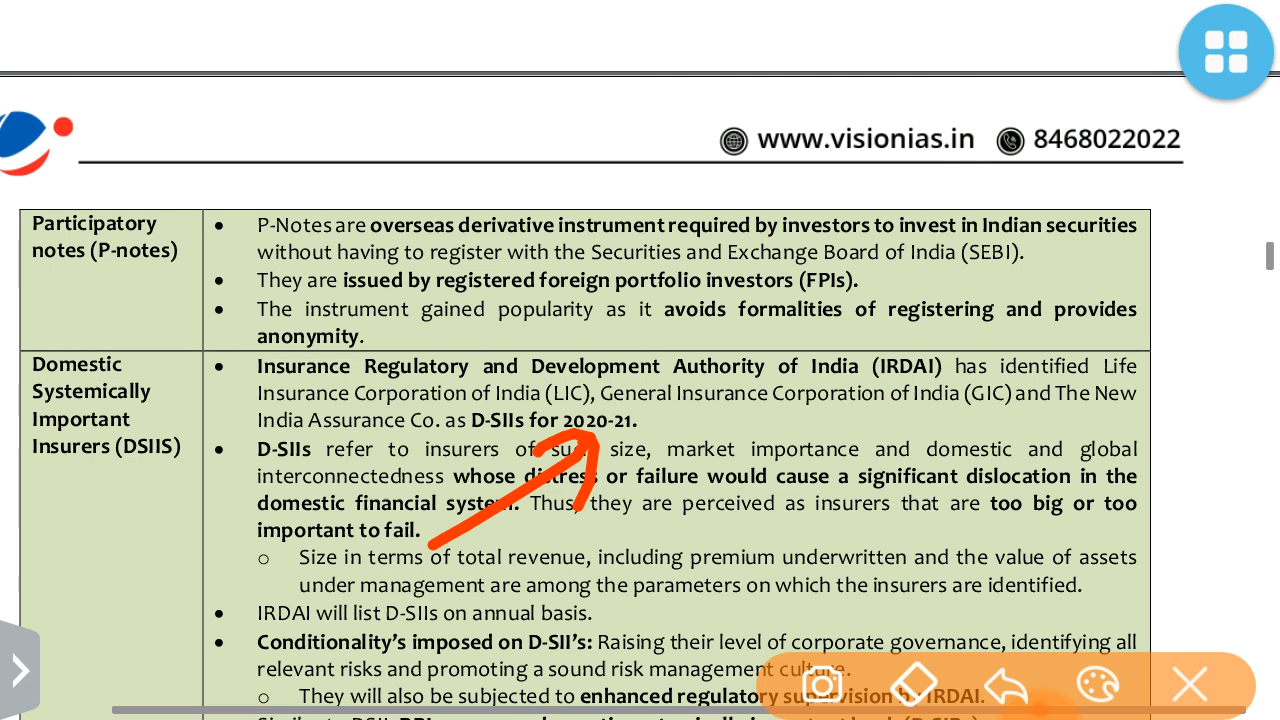 www.visionias.in 8468022022
Participatory
notes (P-notes)
• P-Notes are overseas derivative instrument required by investors to invest in Indian securities
without having to register with the Securities and Exchange Board of India (SEBI).
• They are issued by registered foreign portfolio investors (FPIs).
• The instrument gained popularity as it avoids formalities of registering and provides
anonymity.
Domestic
Systemically
Important
Insurers (DSIIS)
• Insurance Regulatory and Development Authority of India (IRDAI) has identified Life
Insurance Corporation of India (LIC), General Insurance Corporation of India (GIC) and The New
India Assurance Co. as D-SIIs for 2020-21.
• D-SIIs refer to insurers of such size, market importance and domestic and global
interconnectedness whose distress or failure would cause a significant dislocation in the
domestic financial system. Thus, they are perceived as insurers that are too big or too
important to fail.
o Size in terms of total revenue, including premium underwritten and the value of assets
under management are among the parameters on which the insurers are identified.
• IRDAI will list D-SIIs on annual basis.
• Conditionality's imposed on D-SII's: Raising their level of corporate governance, identifying all
relevant risks and promoting a sound risk management culture.
o They will also be subjected to enhanced regulatory supervision by IRDAI.